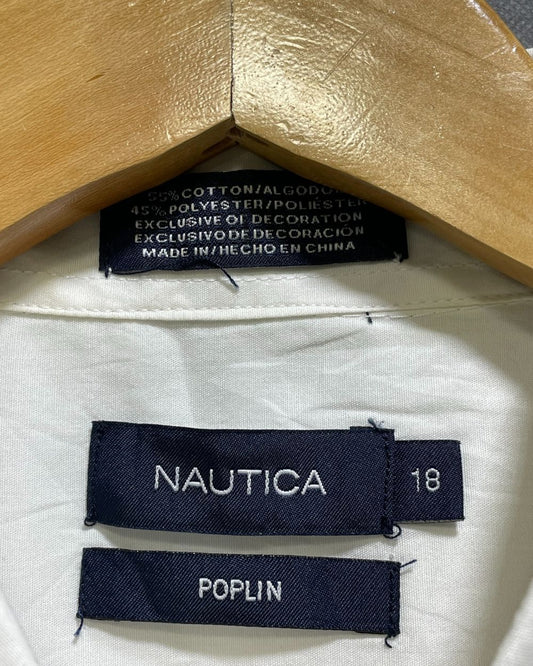 55% COTTON/ALGODON
45% POLYESTER/POLIÉSTER
EXCLUSIVE OF DECORATION
EXCLUSIVO DE DECORACIÓN
MADE IN/HECHO EN CHINA
NAUTICA
18
POPLIN